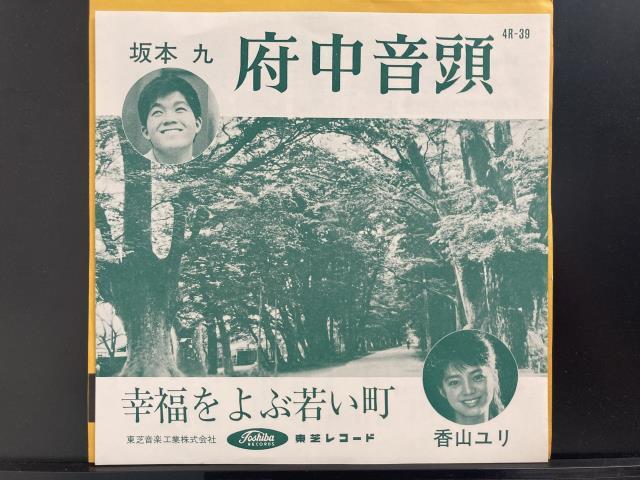 4R-39
坂本 九
府中音頭
幸福をよぶ若い町
香山ユリ
東芝音楽工業株式会社
Toshiba
RECORDS
東芝レコード